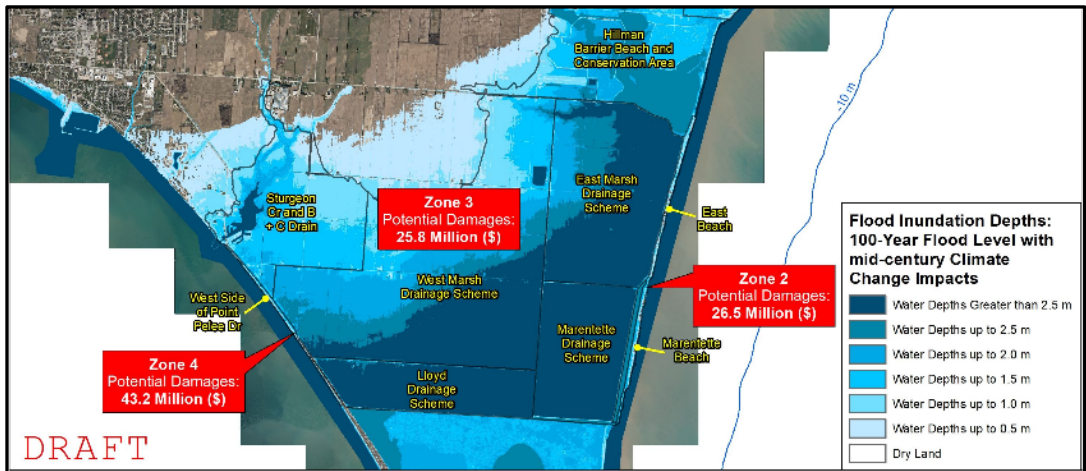 Hillman
Barrier Beach and
Conservation Area
~10 m
Sturgeon
Cr and B
+ C Drain
Zone 3
Potential Damages:
25.8 Million ($)
East Marsh
Drainage
Scheme
East
Beach
West Marsh
Drainage Scheme
West Side
of Point
Pelee Dr
Zone 2
Potential Damages:
26.5 Million ($)
Marentette
Drainage
Scheme
Marentette
Beach
Zone 4
Potential Damages:
43.2 Million ($)
Lloyd
Drainage
Scheme
DRAFT
Flood Inundation Depths:
100-Year Flood Level with
mid-century Climate
Change Impacts
Water Depths Greater than 2.5 m
Water Depths up to 2.5 m
Water Depths up to 2.0 m
Water Depths up to 1.5 m
Water Depths up to 1.0 m
Water Depths up to 0.5 m
Dry Land